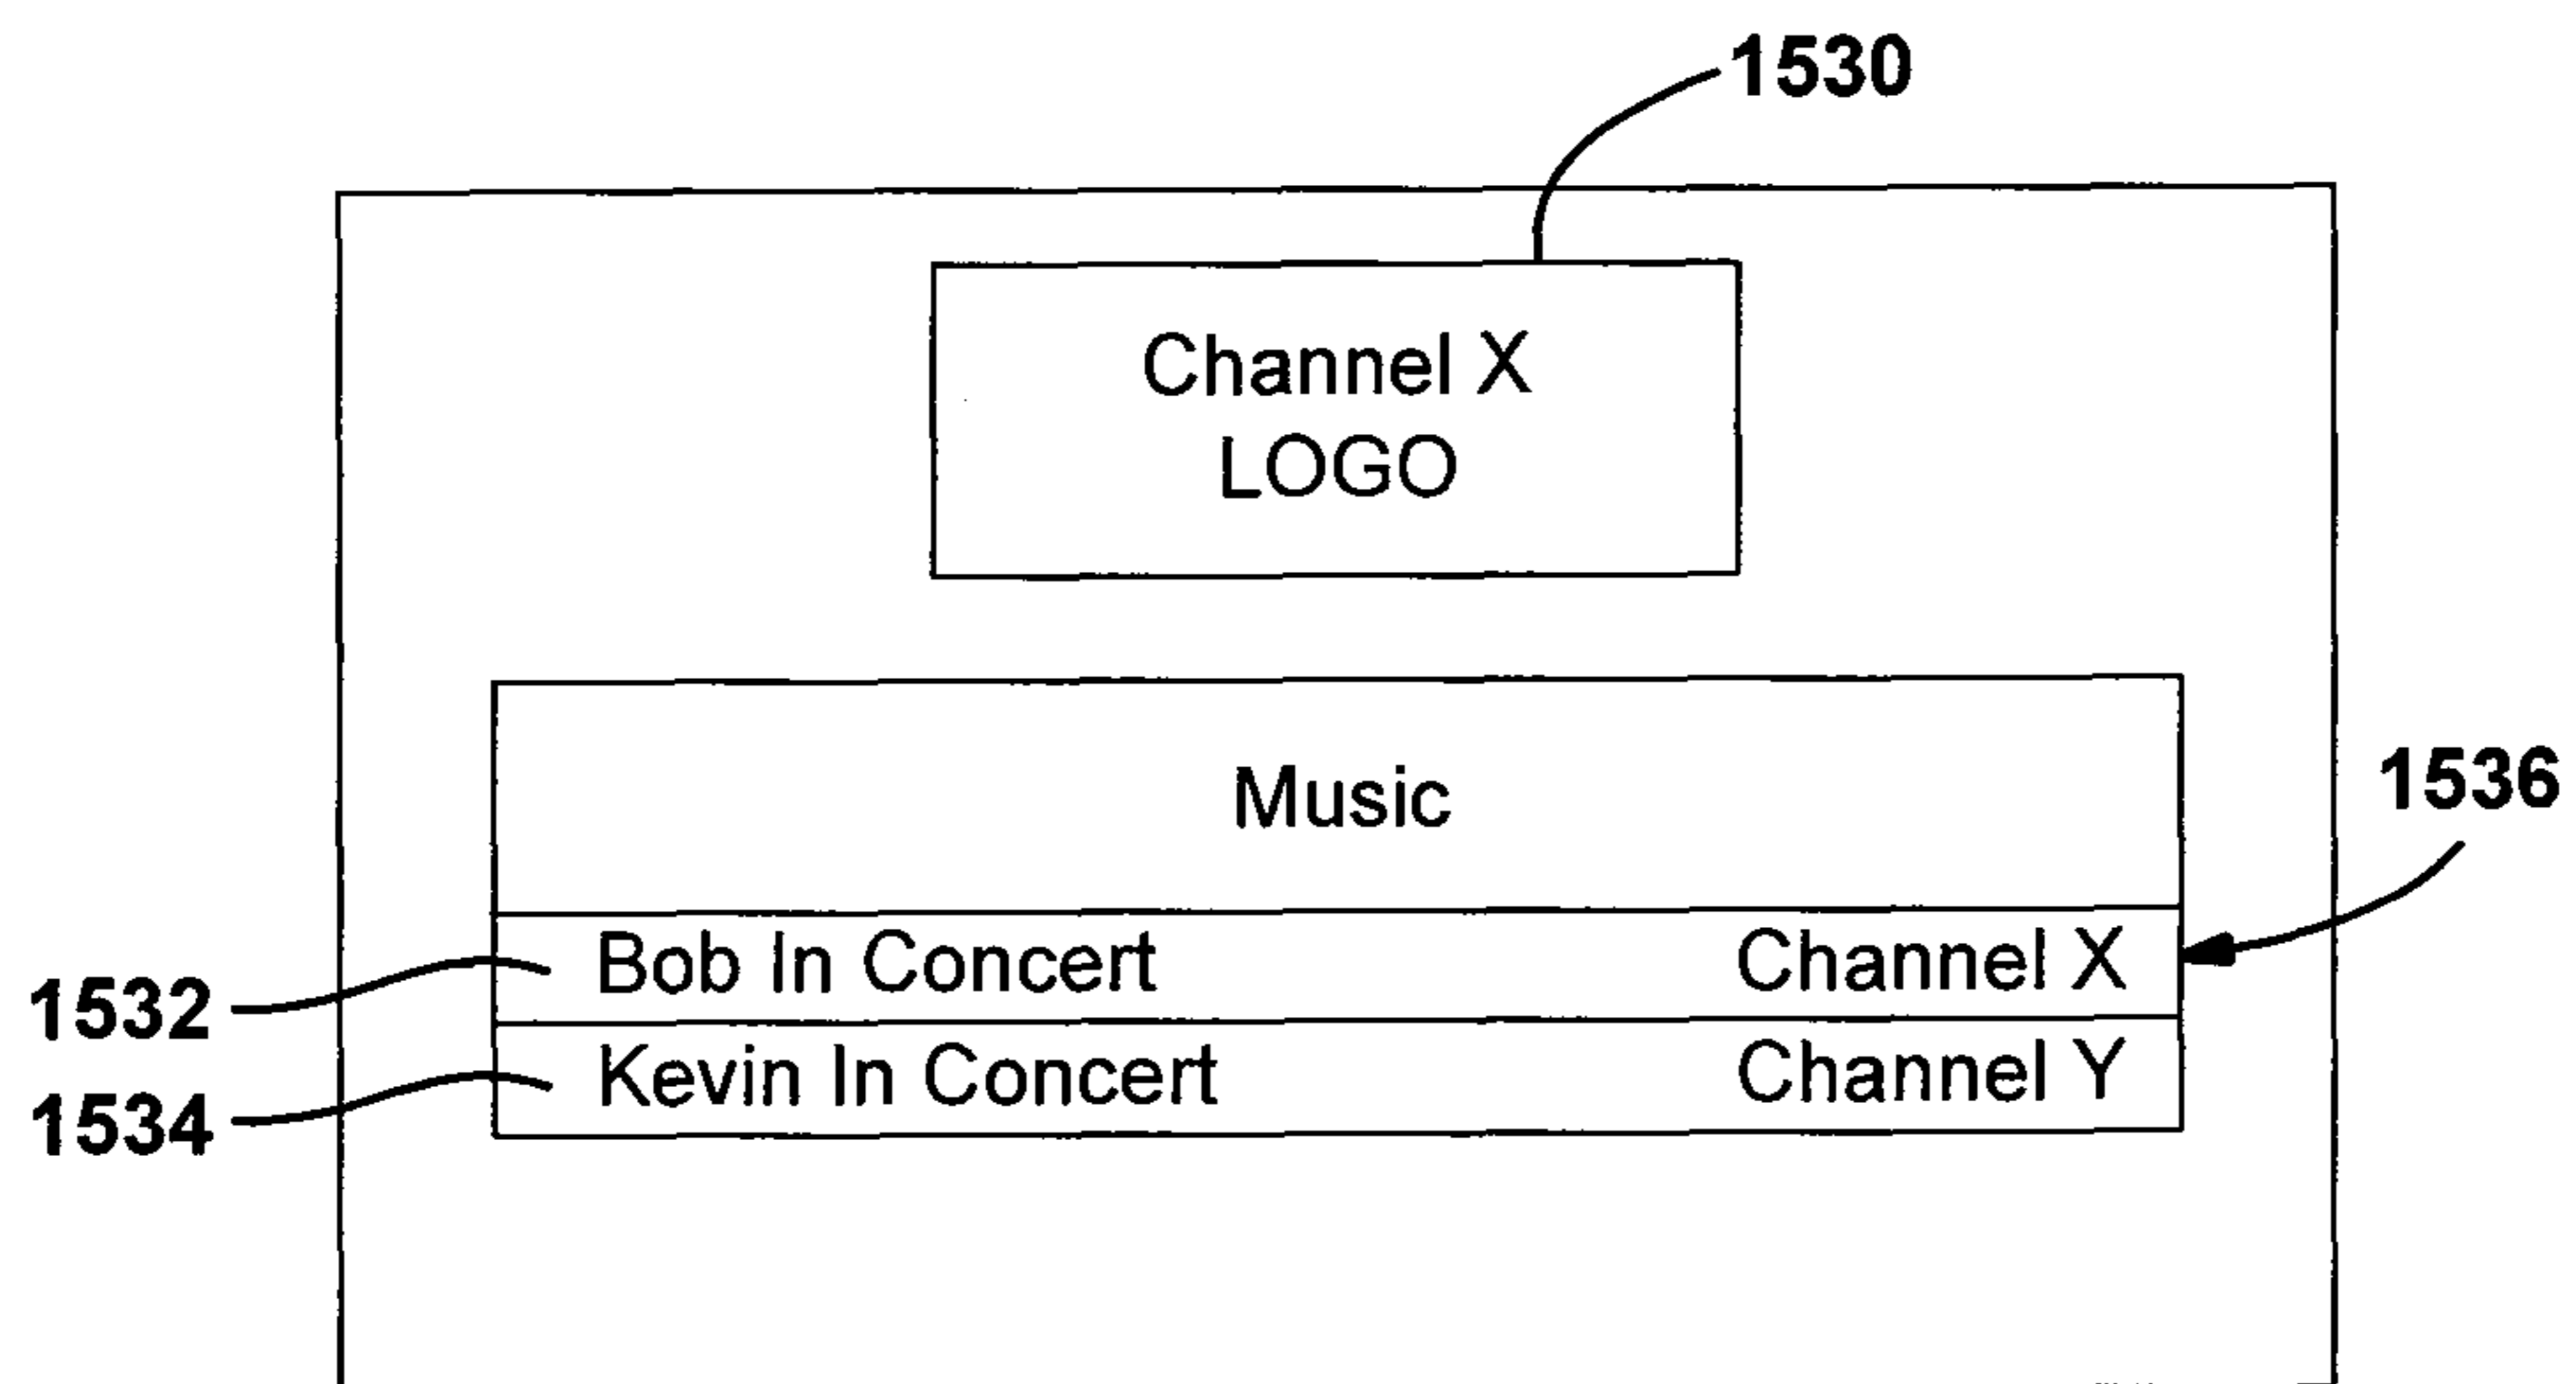 1530
Channel X
LOGO
Music
1536
Bob In Concert Channel X
1532
Kevin In Concert Channel Y
1534